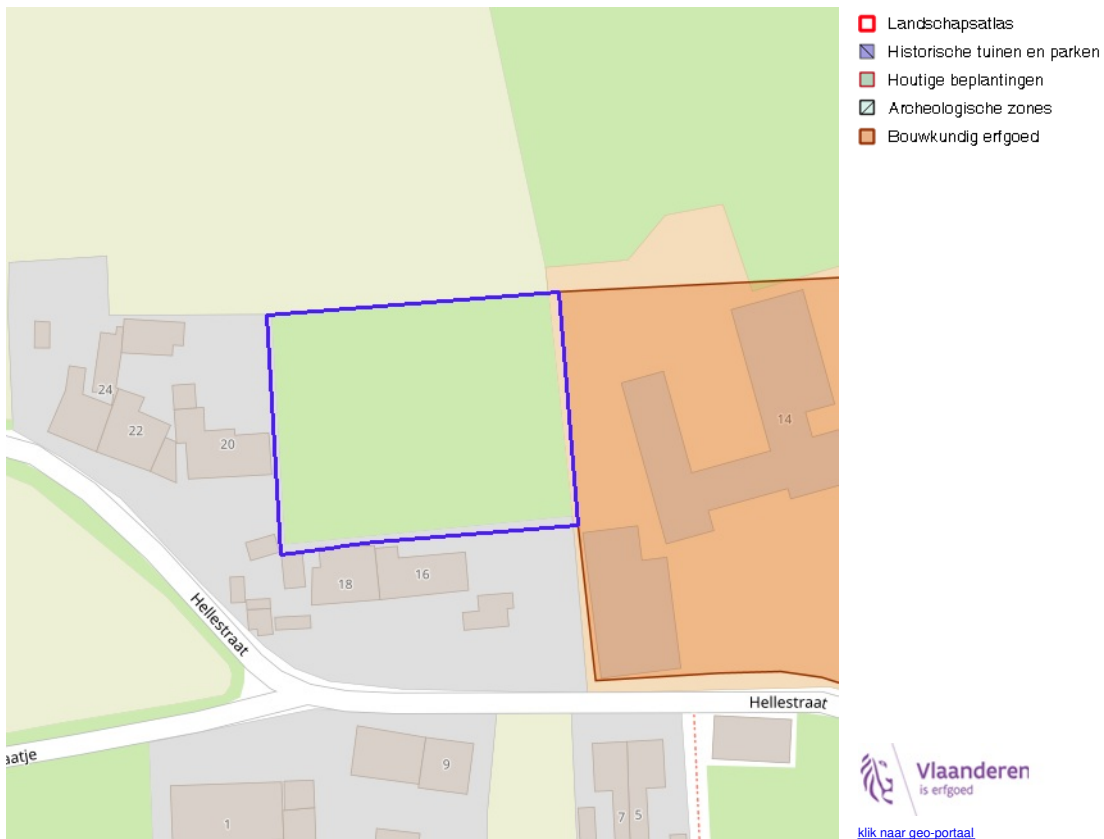 Landschapsatlas
Historische tuinen en parken
Houtige beplantingen
Archeologische zones
Bouwkundig erfgoed
24
22
20
14
18
16
Hellestraat
Hellestraat
aatje
9
7
5
1
Vlaanderen
is erfgoed
klik naar geo-portaal